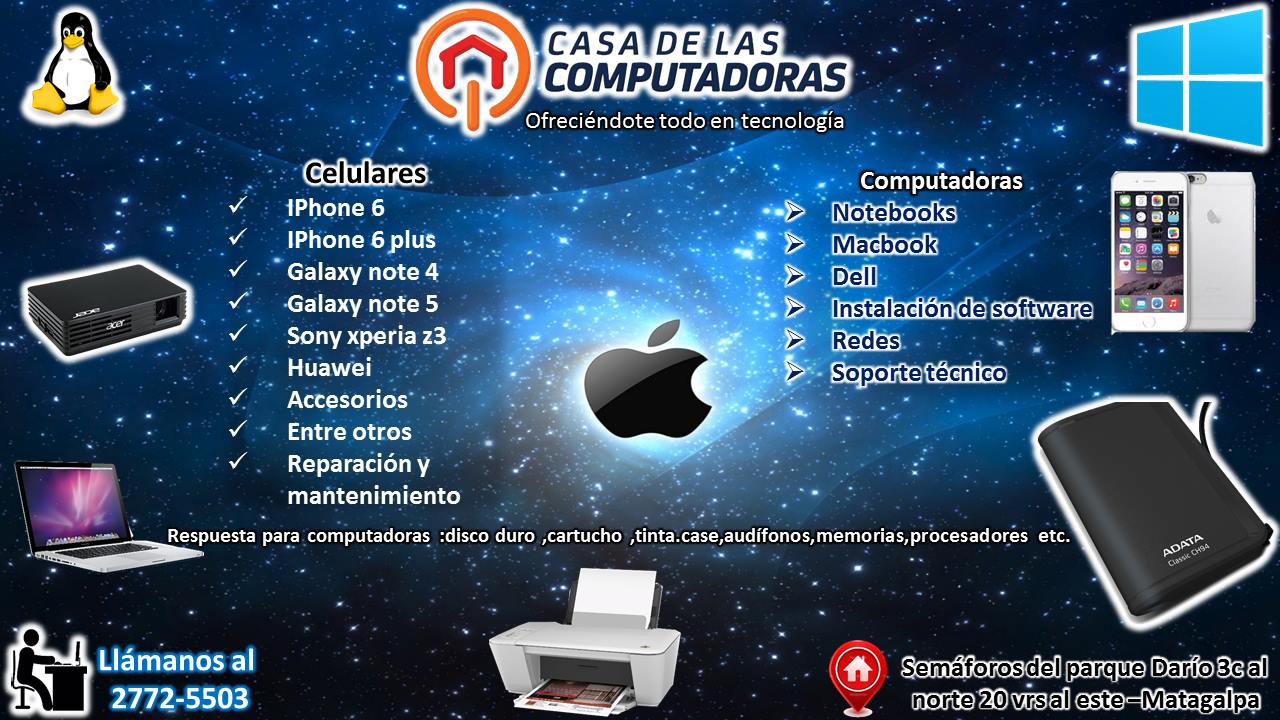 CASA DE LAS
COMPUTADORAS
Ofreciéndote todo en tecnología
Celulares
IPhone 6
IPhone 6 plus
Galaxy note 4
Galaxy note 5
Sony xperia z3
Huawei
Accesorios
Entre otros
Reparación y
mantenimiento
Computadoras
Notebooks
Macbook
Dell
Instalación de software
Redes
Soporte técnico
acer
acer
Respuesta para computadoras :disco duro ,cartucho ,tinta.case,audífonos,memorias,procesadores etc.
ADATA
Classic CH94
Llámanos al
2772-5503
Semáforos del parque Darío 3c al
norte 20 vrs al este –Matagalpa